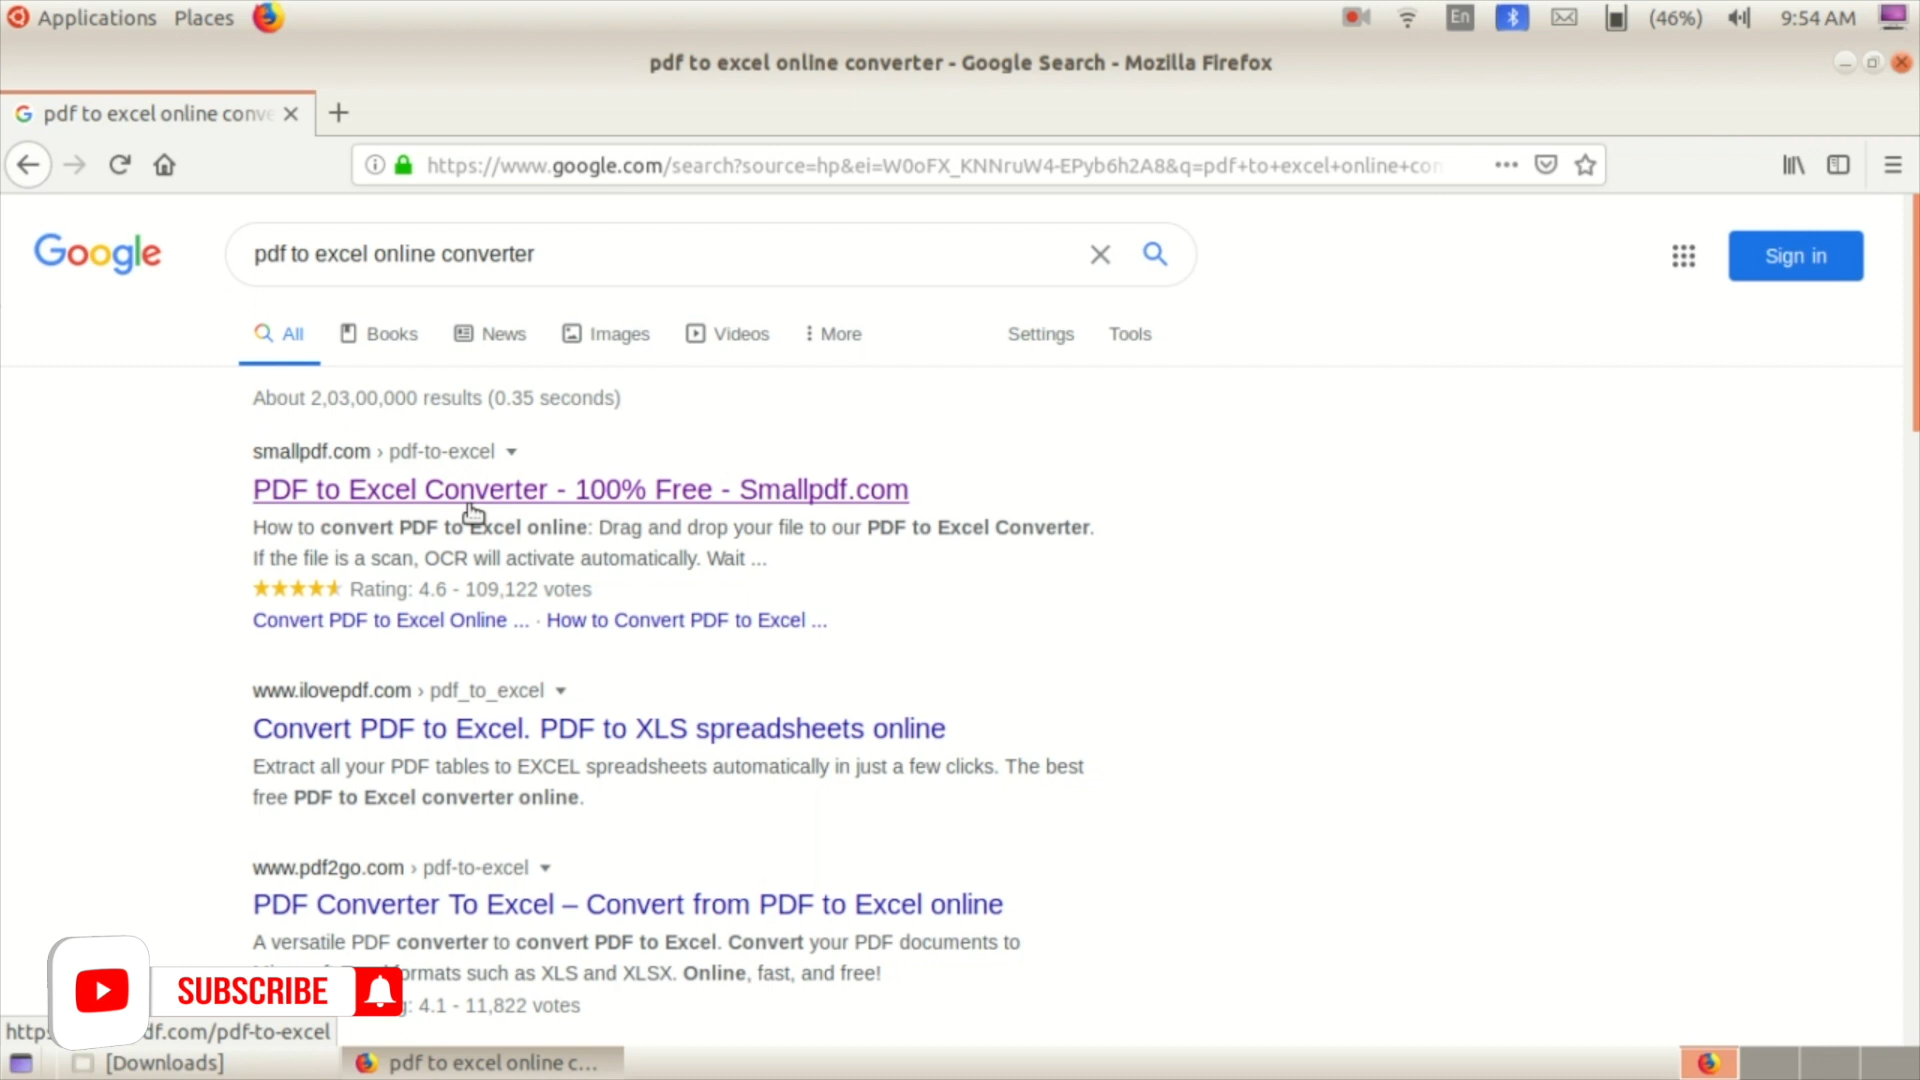 Applications Places En (46%) 9:54 AM
pdf to excel online converter - Google Search - Mozilla Firefox
pdf to excel online conve
https://www.google.com/search?source=hp&ei=W0oFX_KNNruW4-EPyb6h2A8&q=pdf+to+excel+online+con
Google pdf to excel online converter Sign in
All Books News Images Videos More Settings Tools
About 2,03,00,000 results (0.35 seconds)
smallpdf.com › pdf-to-excel
PDF to Excel Converter - 100% Free - Smallpdf.com
How to convert PDF to Excel online: Drag and drop your file to our PDF to Excel Converter.
If the file is a scan, OCR will activate automatically. Wait ...
Rating: 4.6 - 109,122 votes
Convert PDF to Excel Online ... · How to Convert PDF to Excel ...
www.ilovepdf.com › pdf_to_excel
Convert PDF to Excel. PDF to XLS spreadsheets online
Extract all your PDF tables to EXCEL spreadsheets automatically in just a few clicks. The best
free PDF to Excel converter online.
www.pdf2go.com › pdf-to-excel
PDF Converter To Excel – Convert from PDF to Excel online
A versatile PDF converter to convert PDF to Excel. Convert your PDF documents to
formats such as XLS and XLSX. Online, fast, and free!
SUBSCRIBE
4.1 - 11,822 votes
https df.com/pdf-to-excel
[Downloads] pdf to excel online c...